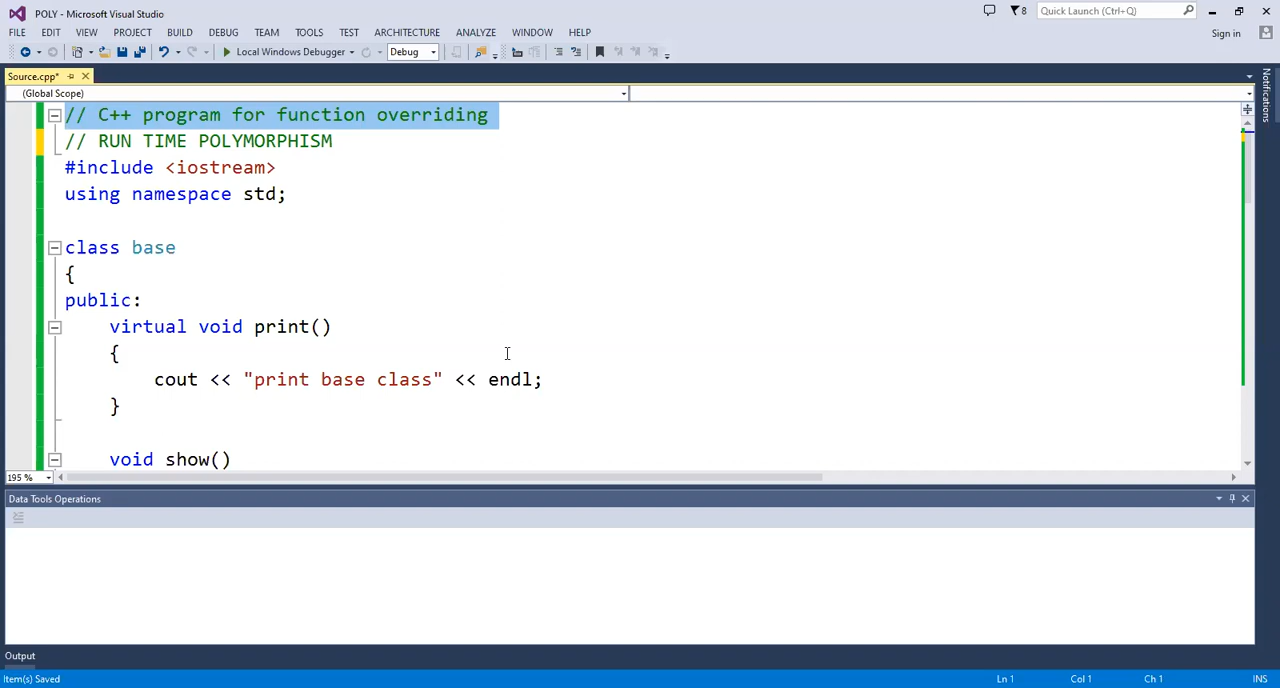 POLY - Microsoft Visual Studio
8
Quick Launch (Ctrl+Q)
FILE EDIT VIEW PROJECT BUILD DEBUG TEAM TOOLS TEST ARCHITECTURE ANALYZE WINDOW HELP
Sign in
Local Windows Debugger
Debug
Source.cpp*
Notifications
(Global Scope)
// C++ program for function overriding
// RUN TIME POLYMORPHISM
#include <iostream>
using namespace std;
class base
{
public:
virtual void print()
{
cout << "print base class" << endl;
}
void show()
195 %
Data Tools Operations
Output
Item(s) Saved
Ln 1 Col 1 Ch 1 INS